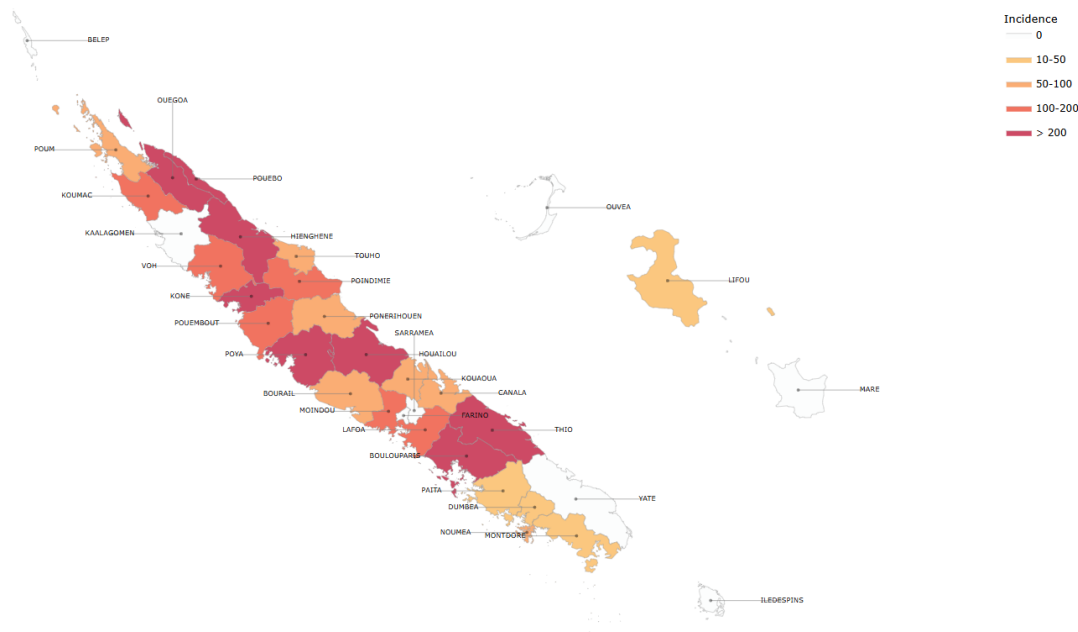 Incidence
0
10-50
50-100
100-200
> 200
BELEP
OUEGOA
POUM
POUEBO
KOUMAC
OUVEA
KAALAGOMEN
HIENGHENE
TOUHO
VOH
POINDIMIE
LIFOU
KONE
PONERIHOUEN
POUEMBOUT
SARRAMEA
POYA
HOUAILOU
KOUAOUA
MARE
BOURAIL
CANALA
MOINDOU
FARINO
LAFOA
THIO
BOULOUPARIS
PAITA
YATE
DUMBEA
NOUMEA
MONTDORE
ILEDESPINS